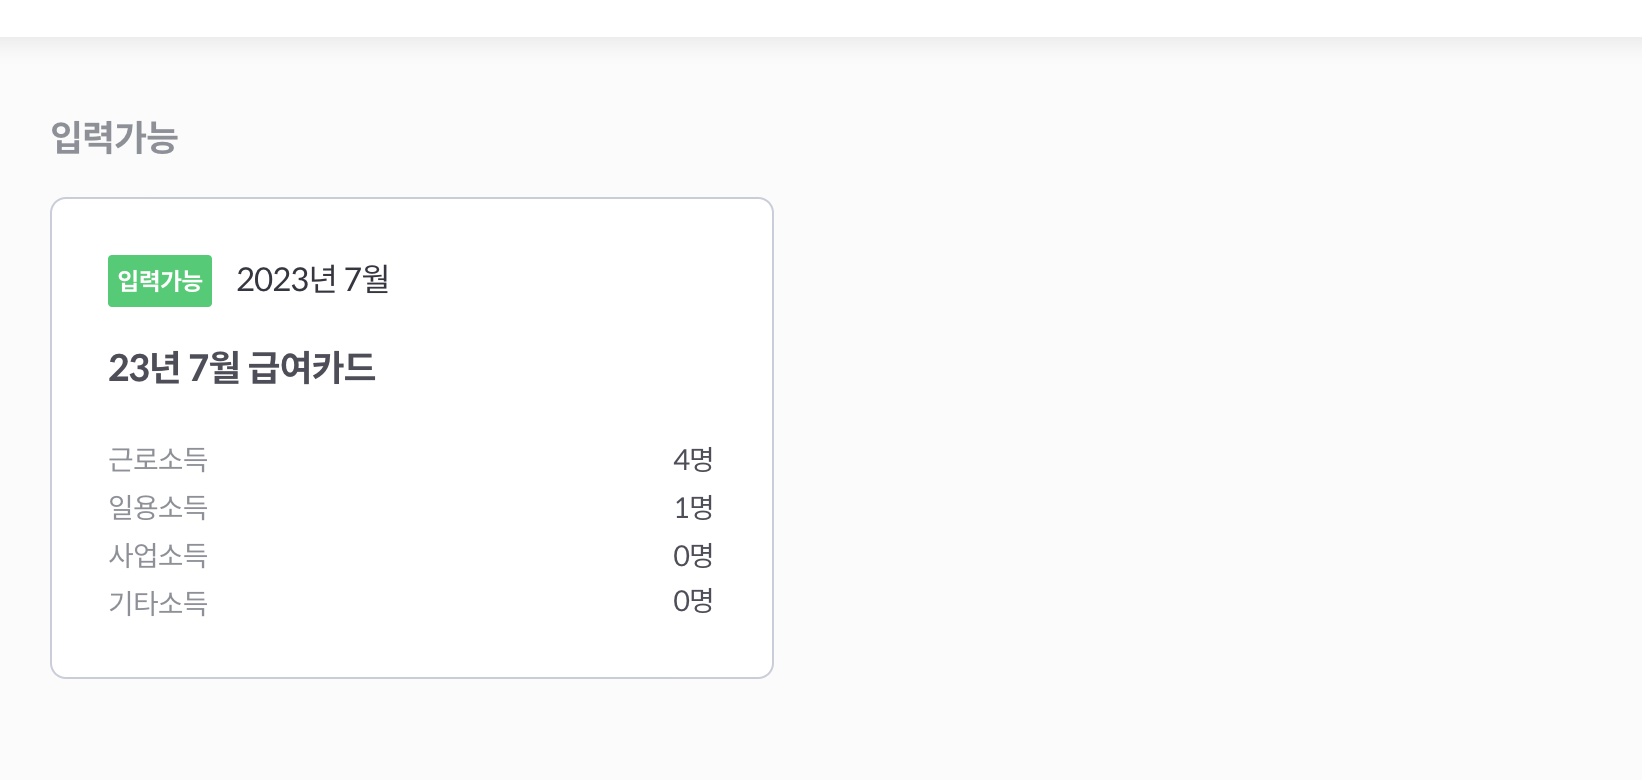 입력가능
입력가능 2023년 7월
23년 7월 급여카드
근로소득 4명
일용소득 1명
사업소득 0명
기타소득 0명